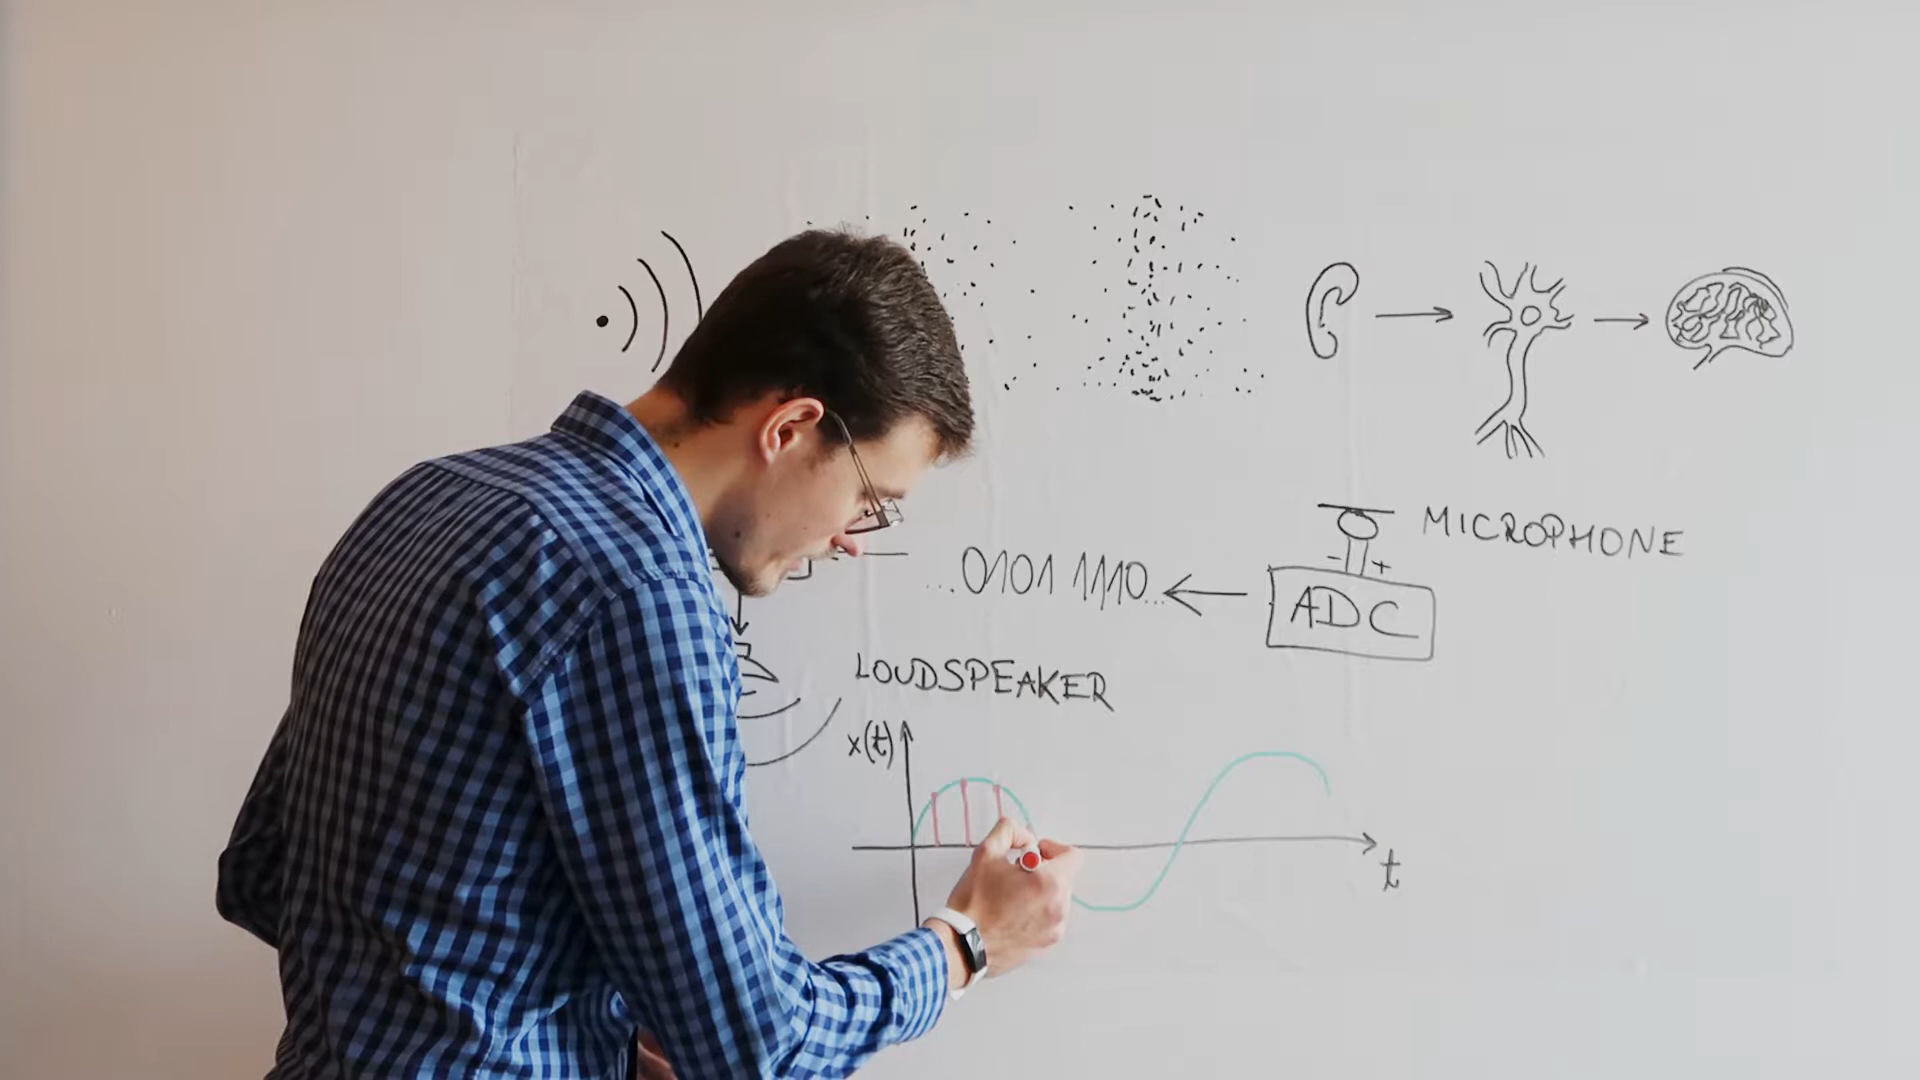 MICROPHONE
- +
...0101 1110...
ADC
LOUDSPEAKER
x(t)
t